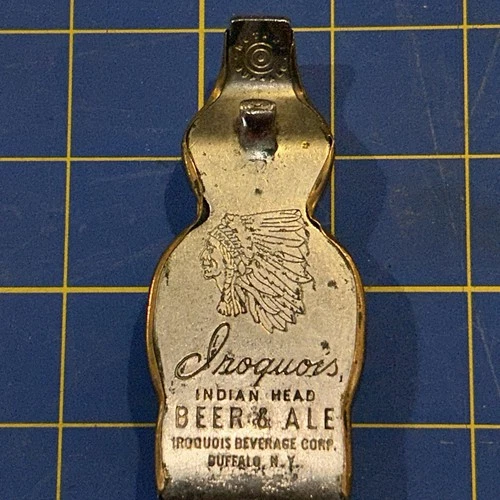 Iroquois
INDIAN HEAD
BEER & ALE
IROQUOIS BEVERAGE CORP.
BUFFALO, N.Y.